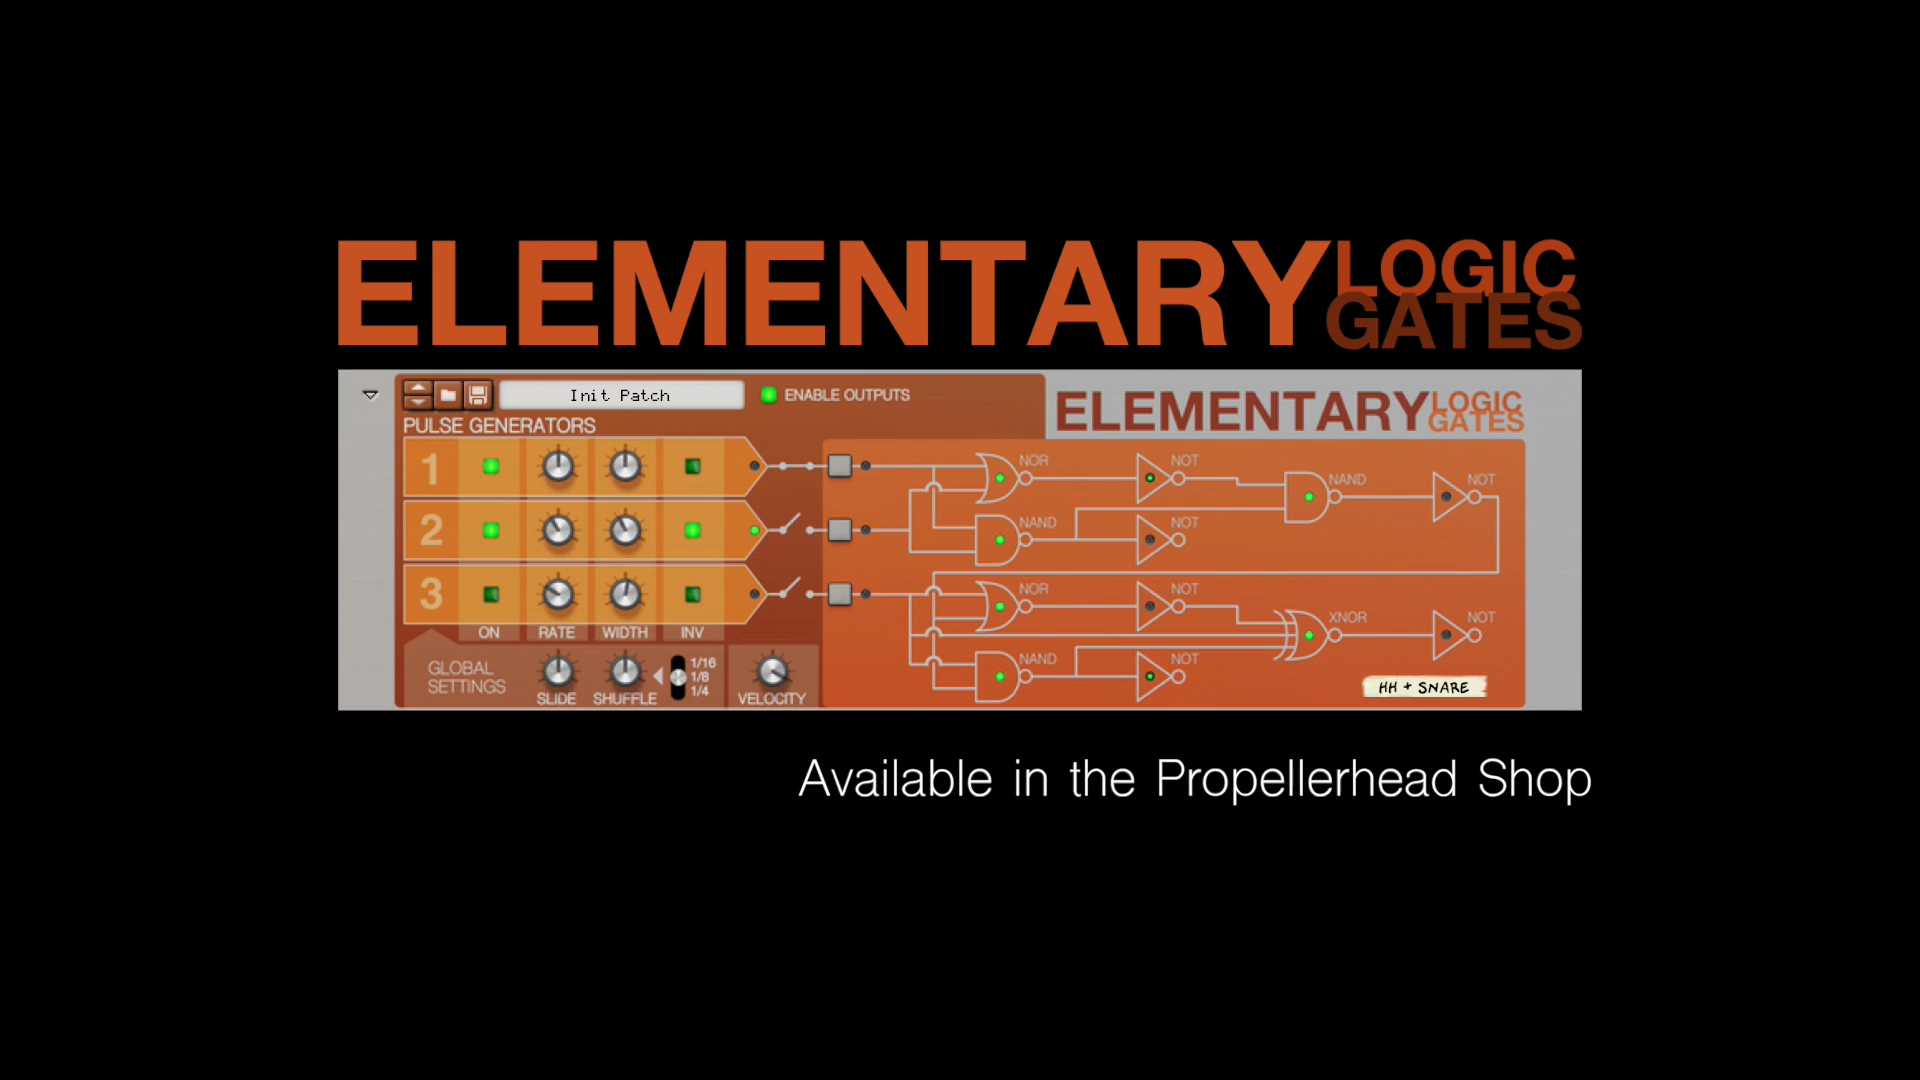 ELEMENTARY LOGIC
GATES
Init Patch
ENABLE OUTPUTS
ELEMENTARY LOGIC
GATES
PULSE GENERATORS
1
2
3
ON RATE WIDTH INV
GLOBAL
SETTINGS
SLIDE SHUFFLE
1/16
1/8
1/4
VELOCITY
NOR NOT NAND NOT
NAND NOT
NOR NOT XNOR NOT
NAND NOT
HH + SNARE
Available in the Propellerhead Shop